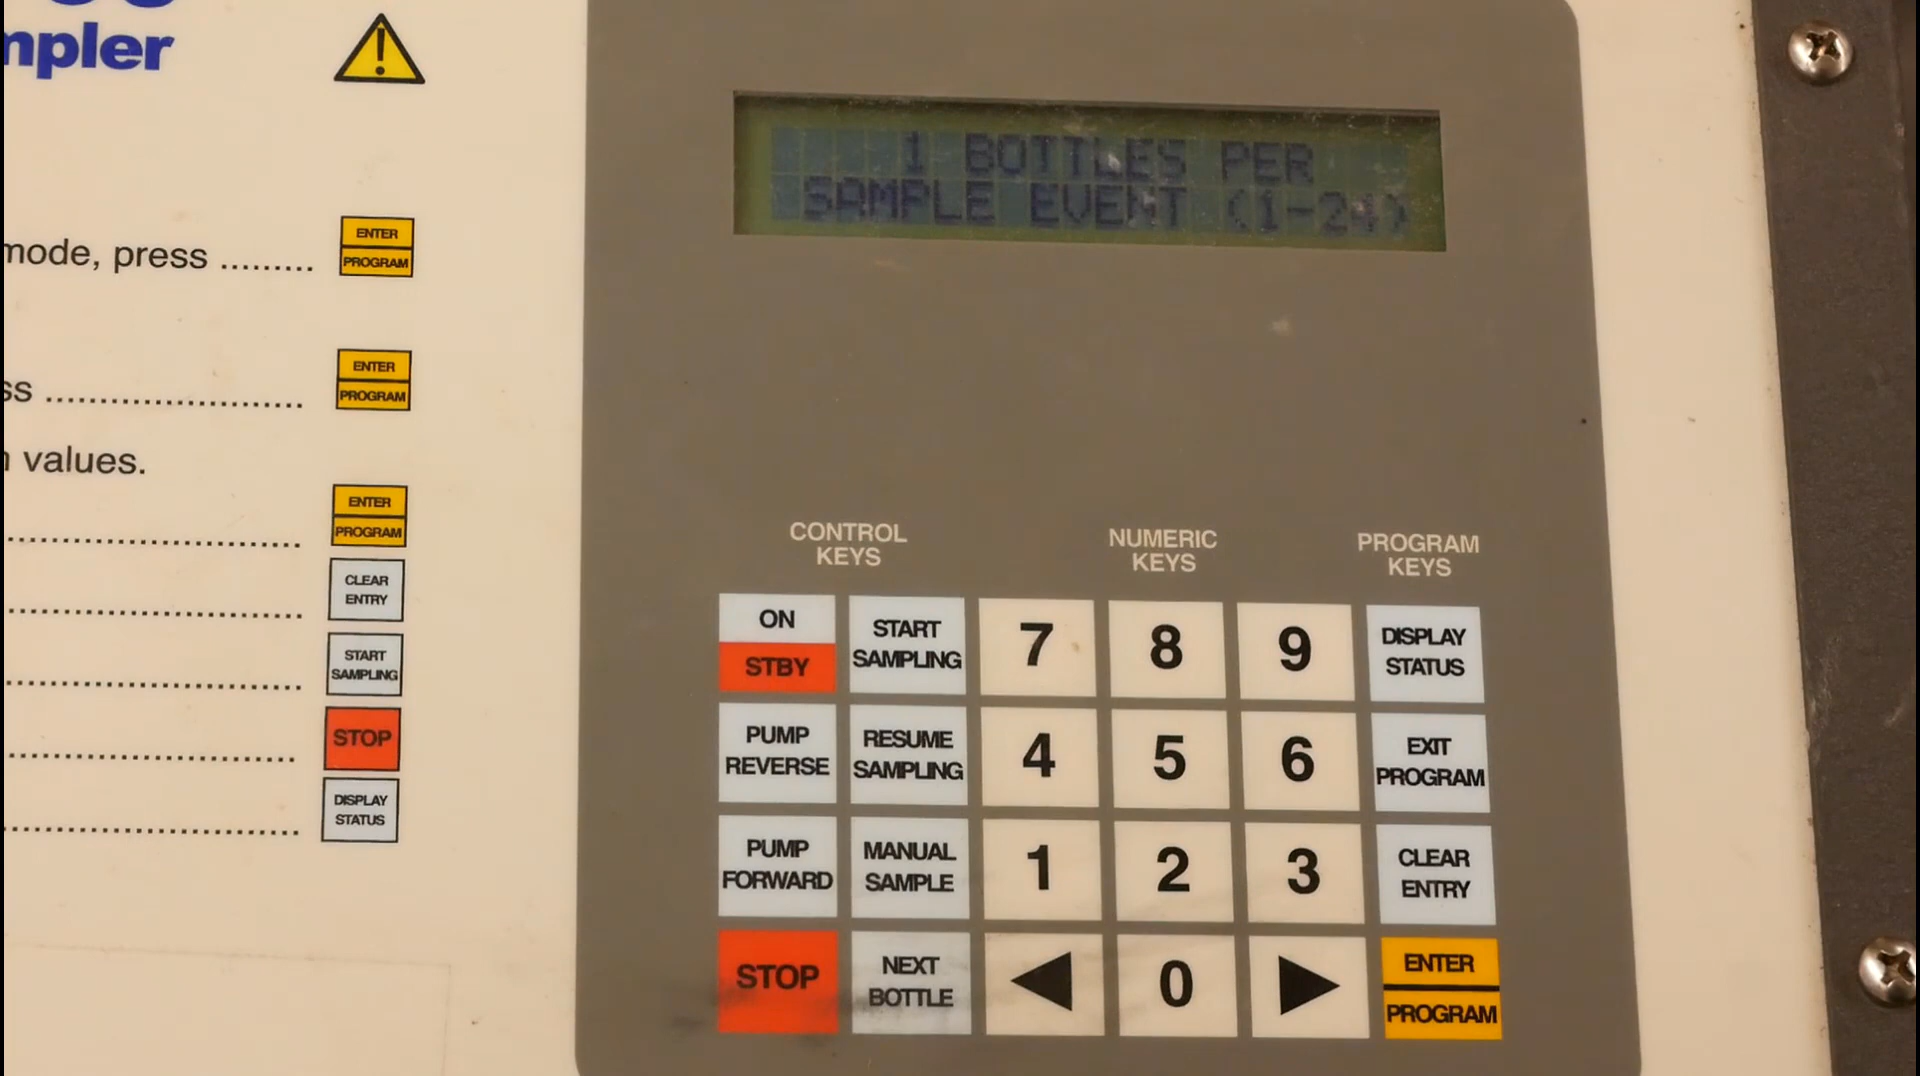 mpler
mode, press .........
ENTER
PROGRAM
ss ........................
ENTER
PROGRAM
values.
ENTER
PROGRAM
CLEAR
ENTRY
START
SAMPLING
STOP
DISPLAY
STATUS
1 BOTTLES PER
SAMPLE EVENT (1-24)
CONTROL
KEYS
NUMERIC
KEYS
PROGRAM
KEYS
ON
STBY
START
SAMPLING
7
8
9
DISPLAY
STATUS
PUMP
REVERSE
RESUME
SAMPLING
4
5
6
EXIT
PROGRAM
PUMP
FORWARD
MANUAL
SAMPLE
1
2
3
CLEAR
ENTRY
STOP
NEXT
BOTTLE
0
ENTER
PROGRAM